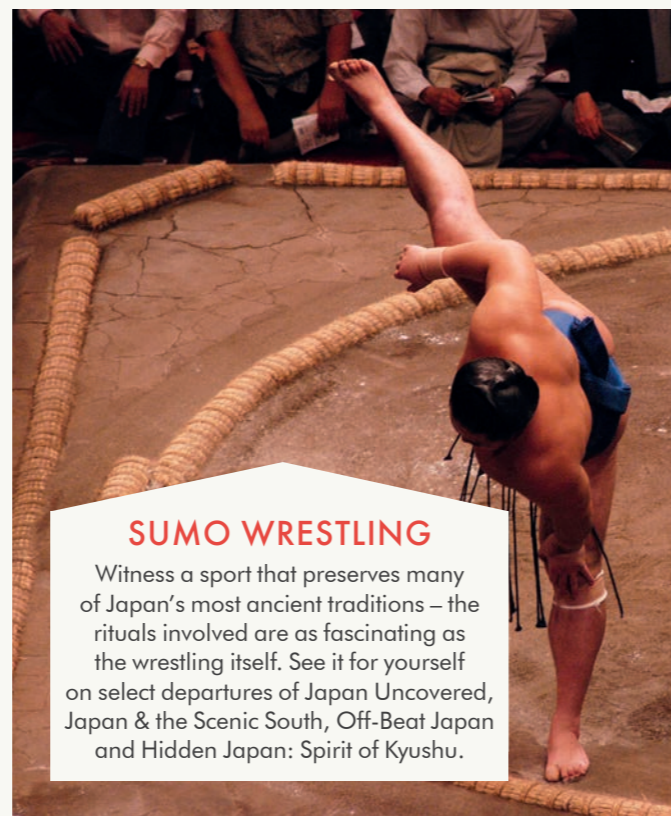 SUMO WRESTLING
Witness a sport that preserves many
of Japan's most ancient traditions – the
rituals involved are as fascinating as
the wrestling itself. See it for yourself
on select departures of Japan Uncovered,
Japan & the Scenic South, Off-Beat Japan
and Hidden Japan: Spirit of Kyushu.